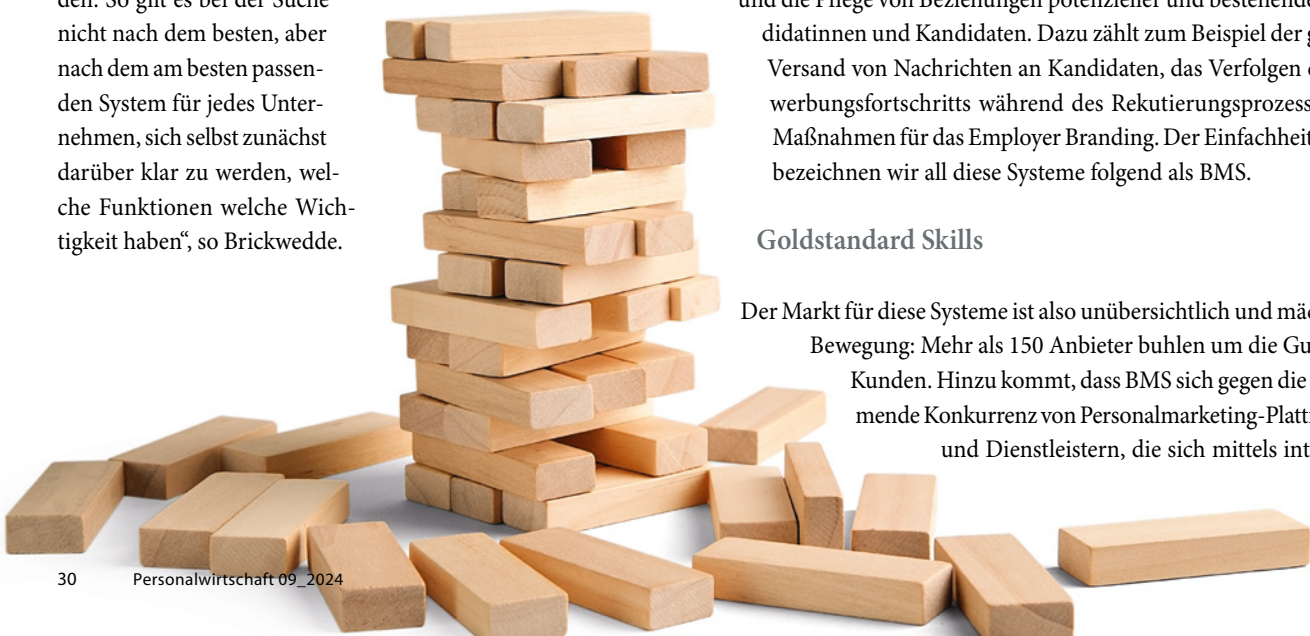 den. So gilt es bei der Suche
nicht nach dem besten, aber
nach dem am besten passen-
den System für jedes Unter-
nehmen, sich selbst zunächst
darüber klar zu werden, wel-
che Funktionen welche Wich-
tigkeit haben“, so Brickwedde.
und die Pflege von Beziehungen potenzieller und bestehende
didatinnen und Kandidaten. Dazu zählt zum Beispiel der g
Versand von Nachrichten an Kandidaten, das Verfolgen
werbungsfortschritts während des Rekutierungsprozess
Maßnahmen für das Employer Branding. Der Einfachheit
bezeichnen wir all diese Systeme folgend als BMS.
Goldstandard Skills
Der Markt für diese Systeme ist also unübersichtlich und mäc
Bewegung: Mehr als 150 Anbieter buhlen um die Gu
Kunden. Hinzu kommt, dass BMS sich gegen die
mende Konkurrenz von Personalmarketing-Plattf
und Dienstleistern, die sich mittels int
30 Personalwirtschaft 09_2024